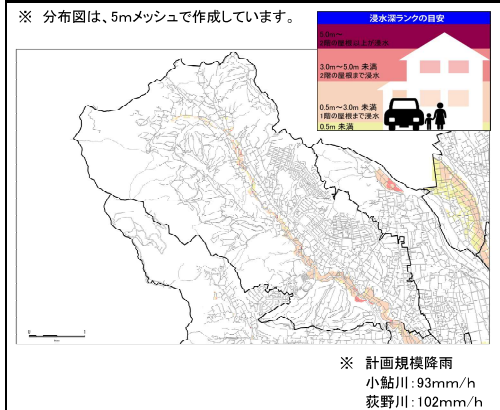 ※ 分布図は、5mメッシュで作成しています。
浸水深ランクの目安
5.0m～
2階の屋根以上が浸水
3.0m～5.0m 未満
2階の屋根まで浸水
0.5m～3.0m 未満
1階の屋根まで浸水
0.5m 未満
0
1
※ 計画規模降雨
小鮎川:93mm/h
荻野川:102mm/h